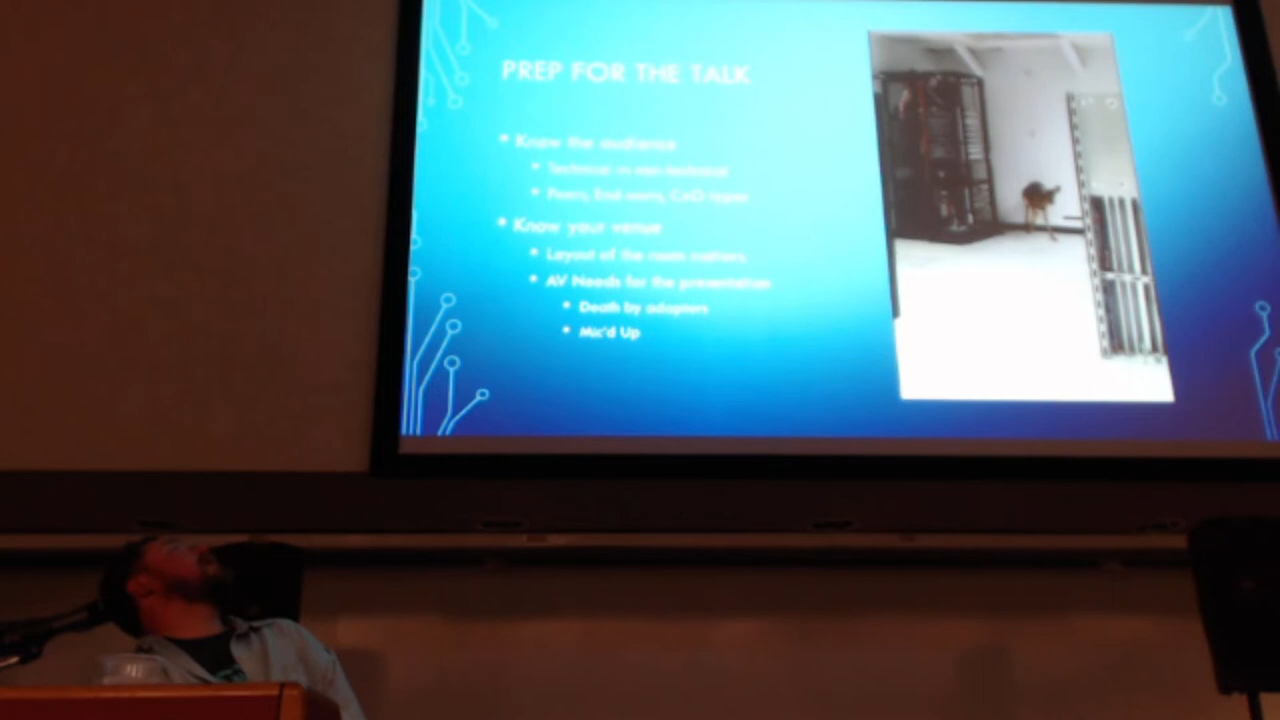 PREP FOR THE TALK
• Know the audience
• Technical vs non-technical
• Peers, End-users, CxO types
• Know your venue
• Layout of the room matters
• AV Needs for the presentation
• Death by adapters
• Mic'd Up